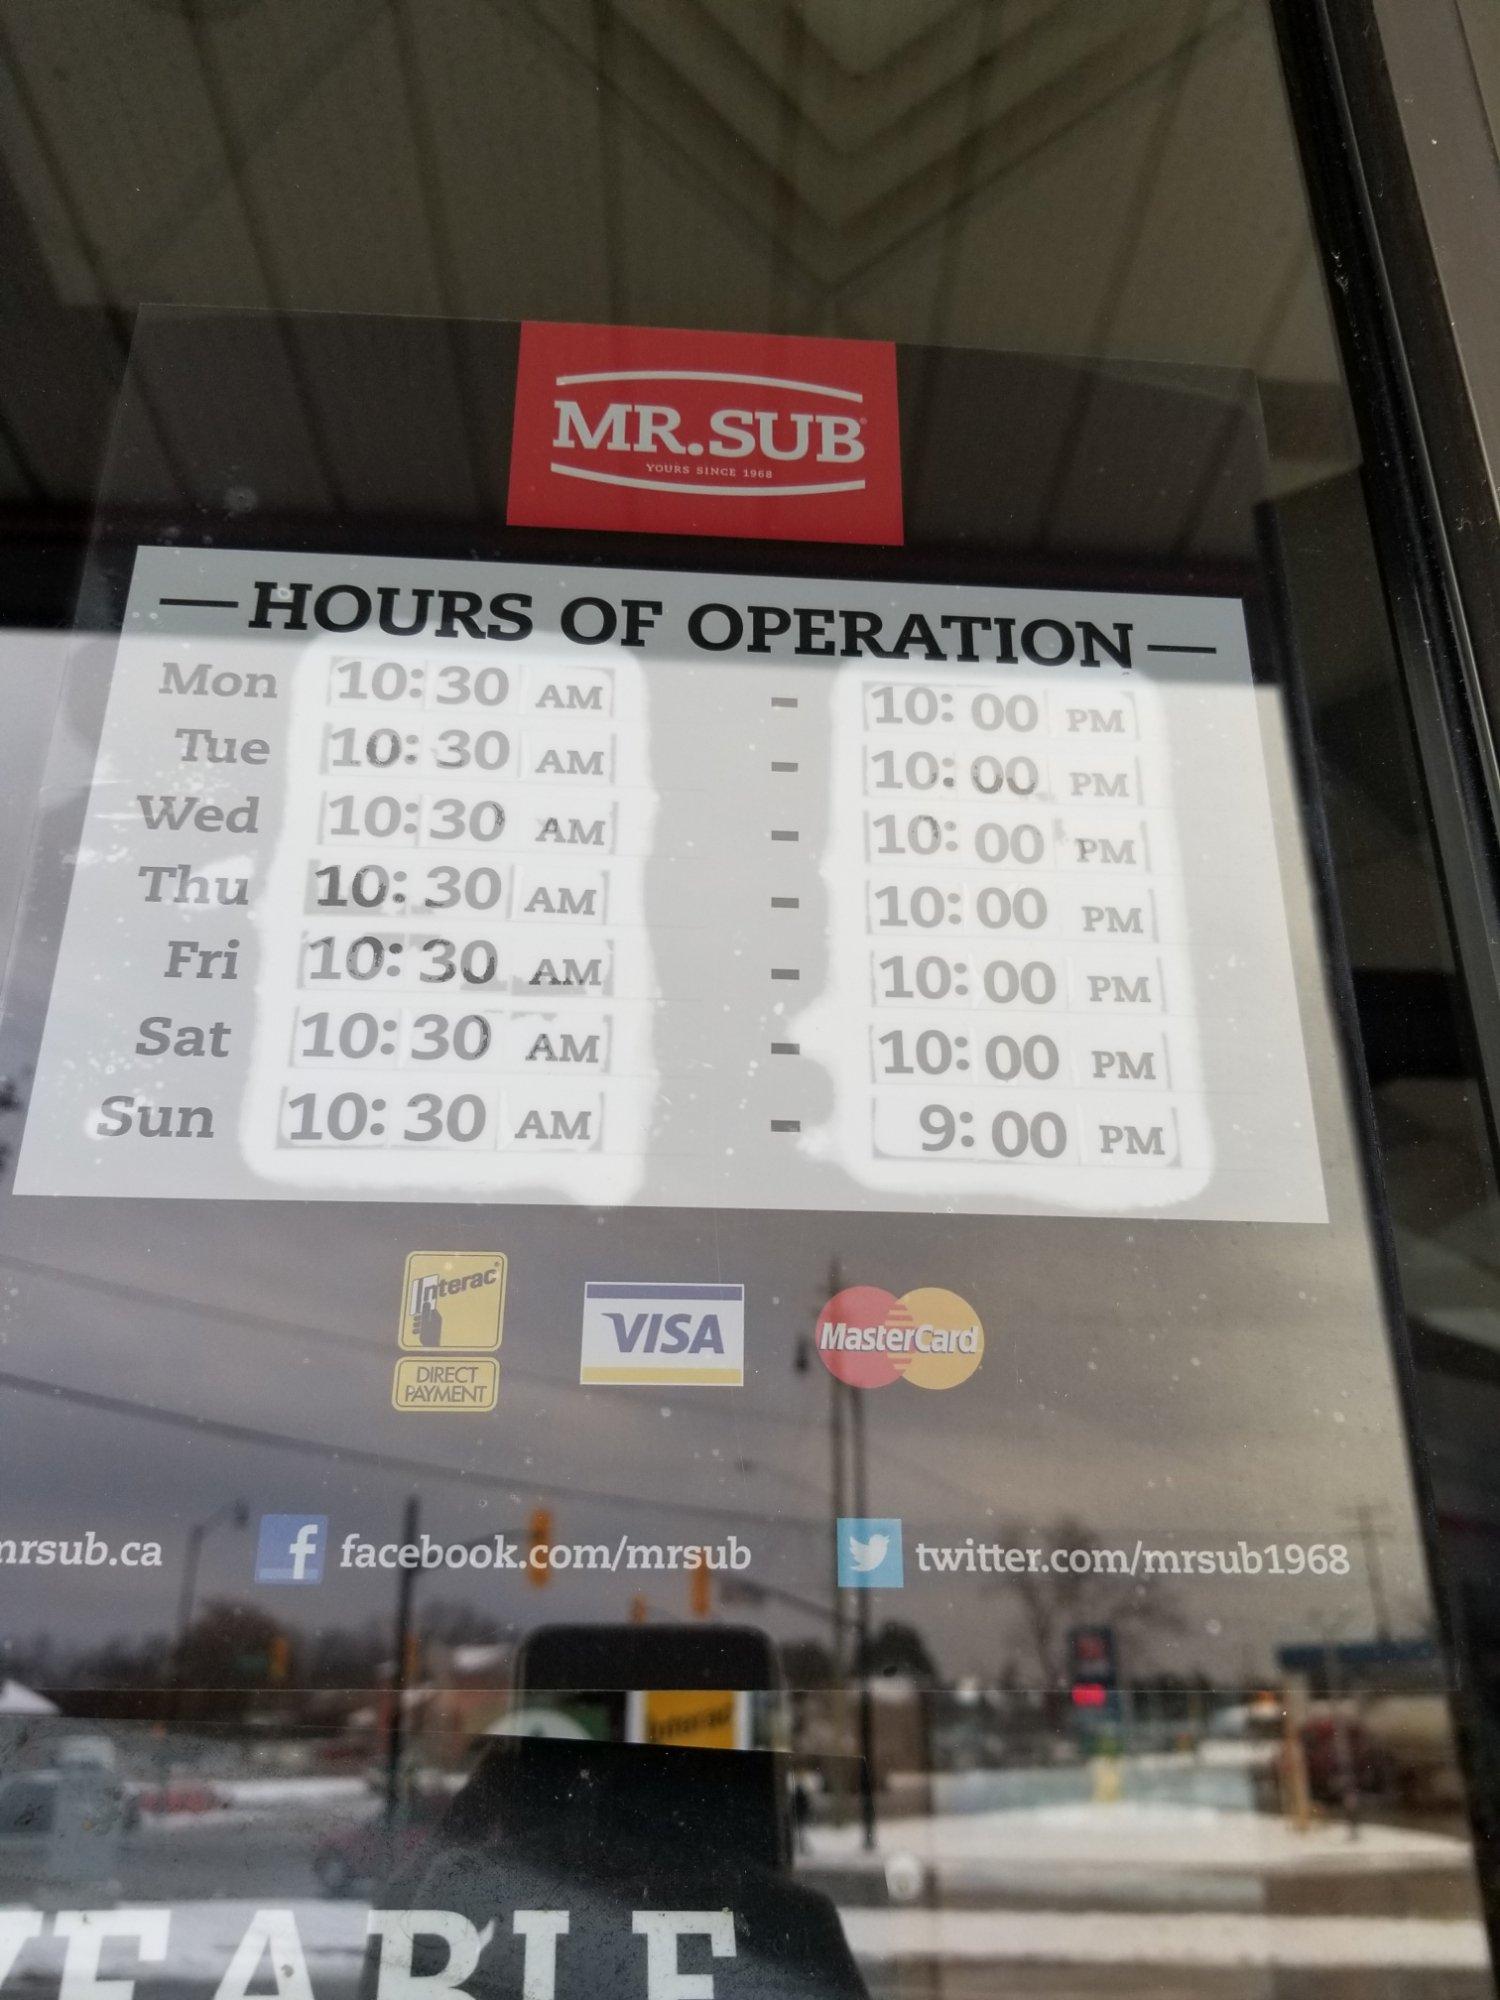 MR.SUB
YOURS SINCE 1968
—HOURS OF OPERATION—
Mon 10:30 AM - 10:00 PM
Tue 10:30 AM - 10:00 PM
Wed 10:30 AM - 10:00 PM
Thu 10:30 AM - 10:00 PM
Fri 10:30 AM - 10:00 PM
Sat 10:30 AM - 10:00 PM
Sun 10:30 AM - 9:00 PM
Interac
DIRECT
PAYMENT
VISA
MasterCard
mrsub.ca facebook.com/mrsub twitter.com/mrsub1968
Interac